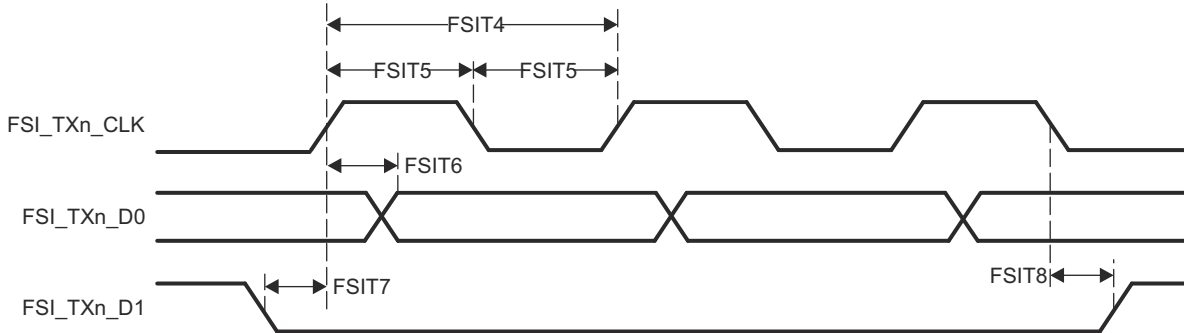 FSIT4
FSIT5
FSIT5
FSI_TXn_CLK
FSIT6
FSI_TXn_D0
FSIT7
FSIT8
FSI_TXn_D1